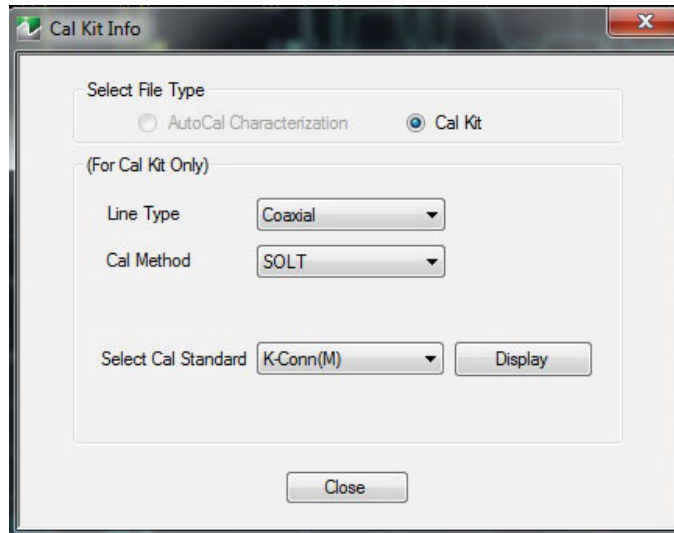 Cal Kit Info
Select File Type
AutoCal Characterization Cal Kit
(For Cal Kit Only)
Line Type Coaxial
Cal Method SOLT
Select Cal Standard K-Conn(M) Display
Close